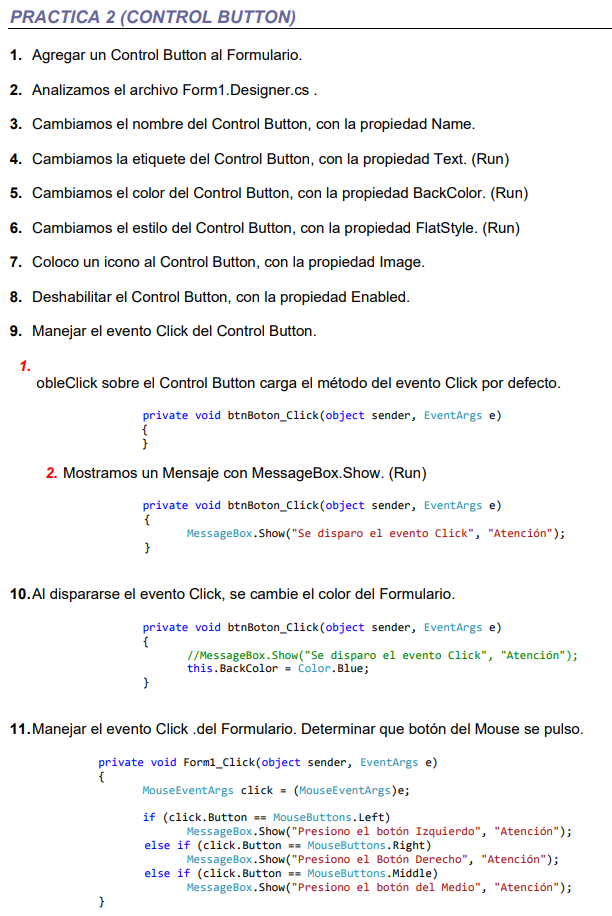 PRACTICA 2 (CONTROL BUTTON)
1. Agregar un Control Button al Formulario.
2. Analizamos el archivo Form1.Designer.cs .
3. Cambiamos el nombre del Control Button, con la propiedad Name.
4. Cambiamos la etiquete del Control Button, con la propiedad Text. (Run)
5. Cambiamos el color del Control Button, con la propiedad BackColor. (Run)
6. Cambiamos el estilo del Control Button, con la propiedad FlatStyle. (Run)
7. Coloco un icono al Control Button, con la propiedad Image.
8. Deshabilitar el Control Button, con la propiedad Enabled.
9. Manejar el evento Click del Control Button.
1.
obleClick sobre el Control Button carga el método del evento Click por defecto.
private void btnBoton_Click(object sender, EventArgs e)
{
}
2. Mostramos un Mensaje con MessageBox.Show. (Run)
private void btnBoton_Click(object sender, EventArgs e)
{
MessageBox.Show("Se disparo el evento Click", "Atención");
}
10.Al dispararse el evento Click, se cambie el color del Formulario.
private void btnBoton_Click(object sender, EventArgs e)
{
//MessageBox.Show("Se disparo el evento Click", "Atención");
this.BackColor = Color.Blue;
}
11.Manejar el evento Click .del Formulario. Determinar que botón del Mouse se pulso.
private void Form1_Click(object sender, EventArgs e)
{
MouseEventArgs click = (MouseEventArgs)e;
if (click.Button == MouseButtons.Left)
MessageBox.Show("Presiono el botón Izquierdo", "Atención");
else if (click.Button == MouseButtons.Right)
MessageBox.Show("Presiono el Botón Derecho", "Atención");
else if (click.Button == MouseButtons.Middle)
MessageBox.Show("Presiono el botón del Medio", "Atención");
}